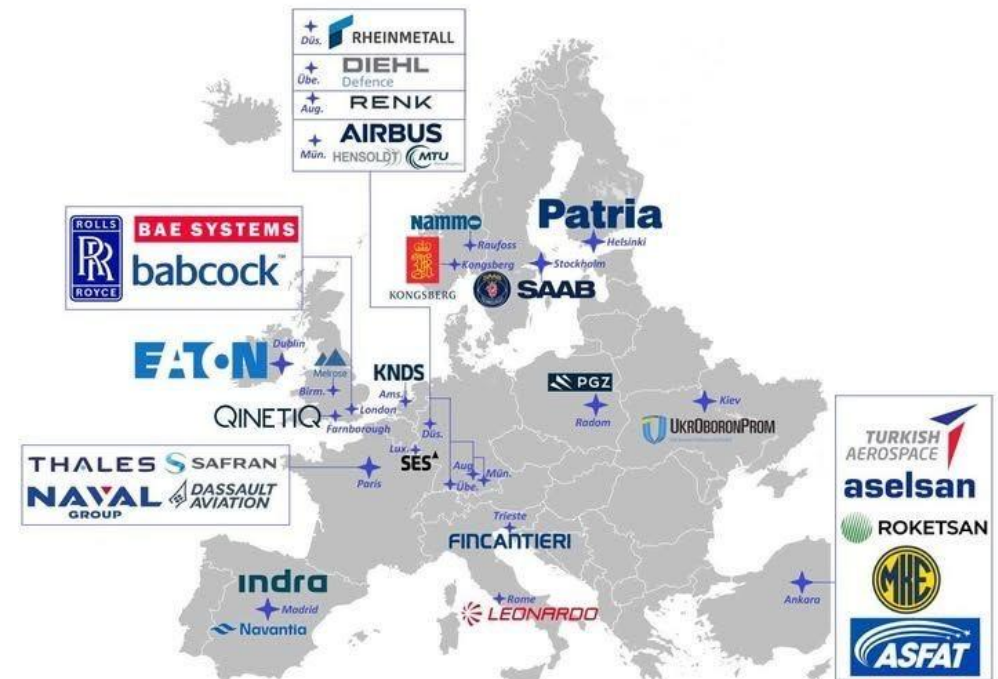 Düs. RHEINMETALL
Übe. DIEHL
Defence
Aug. RENK
Mün. AIRBUS
HENSOLDT MTU
ROLLS
RR
ROYCE
BAE SYSTEMS
babcock™
Nammo
Raufoss
Kongsberg
KONGSBERG
Patria
Helsinki
Stockholm
SAAB
EATON
Dublin
Melrose
Birm.
London
QINETIQ
Farnborough
KNDS
Ams.
Düs.
Lux.
SES
Aug
Mün.
Übe.
PGZ
Radom
Kiev
UKROBORONPROM
THALES SAFRAN
NAVAL
GROUP
DASSAULT
AVIATION
Paris
Trieste
FINCANTIERI
indra
Madrid
Navantia
Rome
LEONARDO
Ankara
TURKISH
AEROSPACE
aselsan
ROKETSAN
MKE
ASFAT